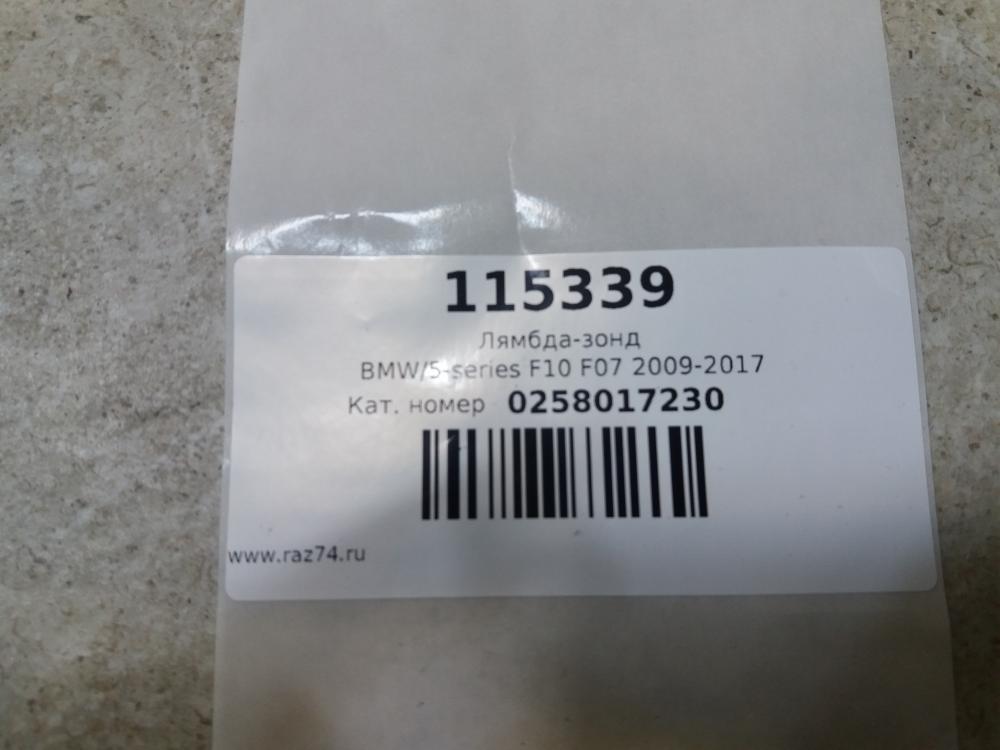 115339
Лямбда-зонд
BMW/5-series F10 F07 2009-2017
Кат. номер 0258017230
www.raz74.ru